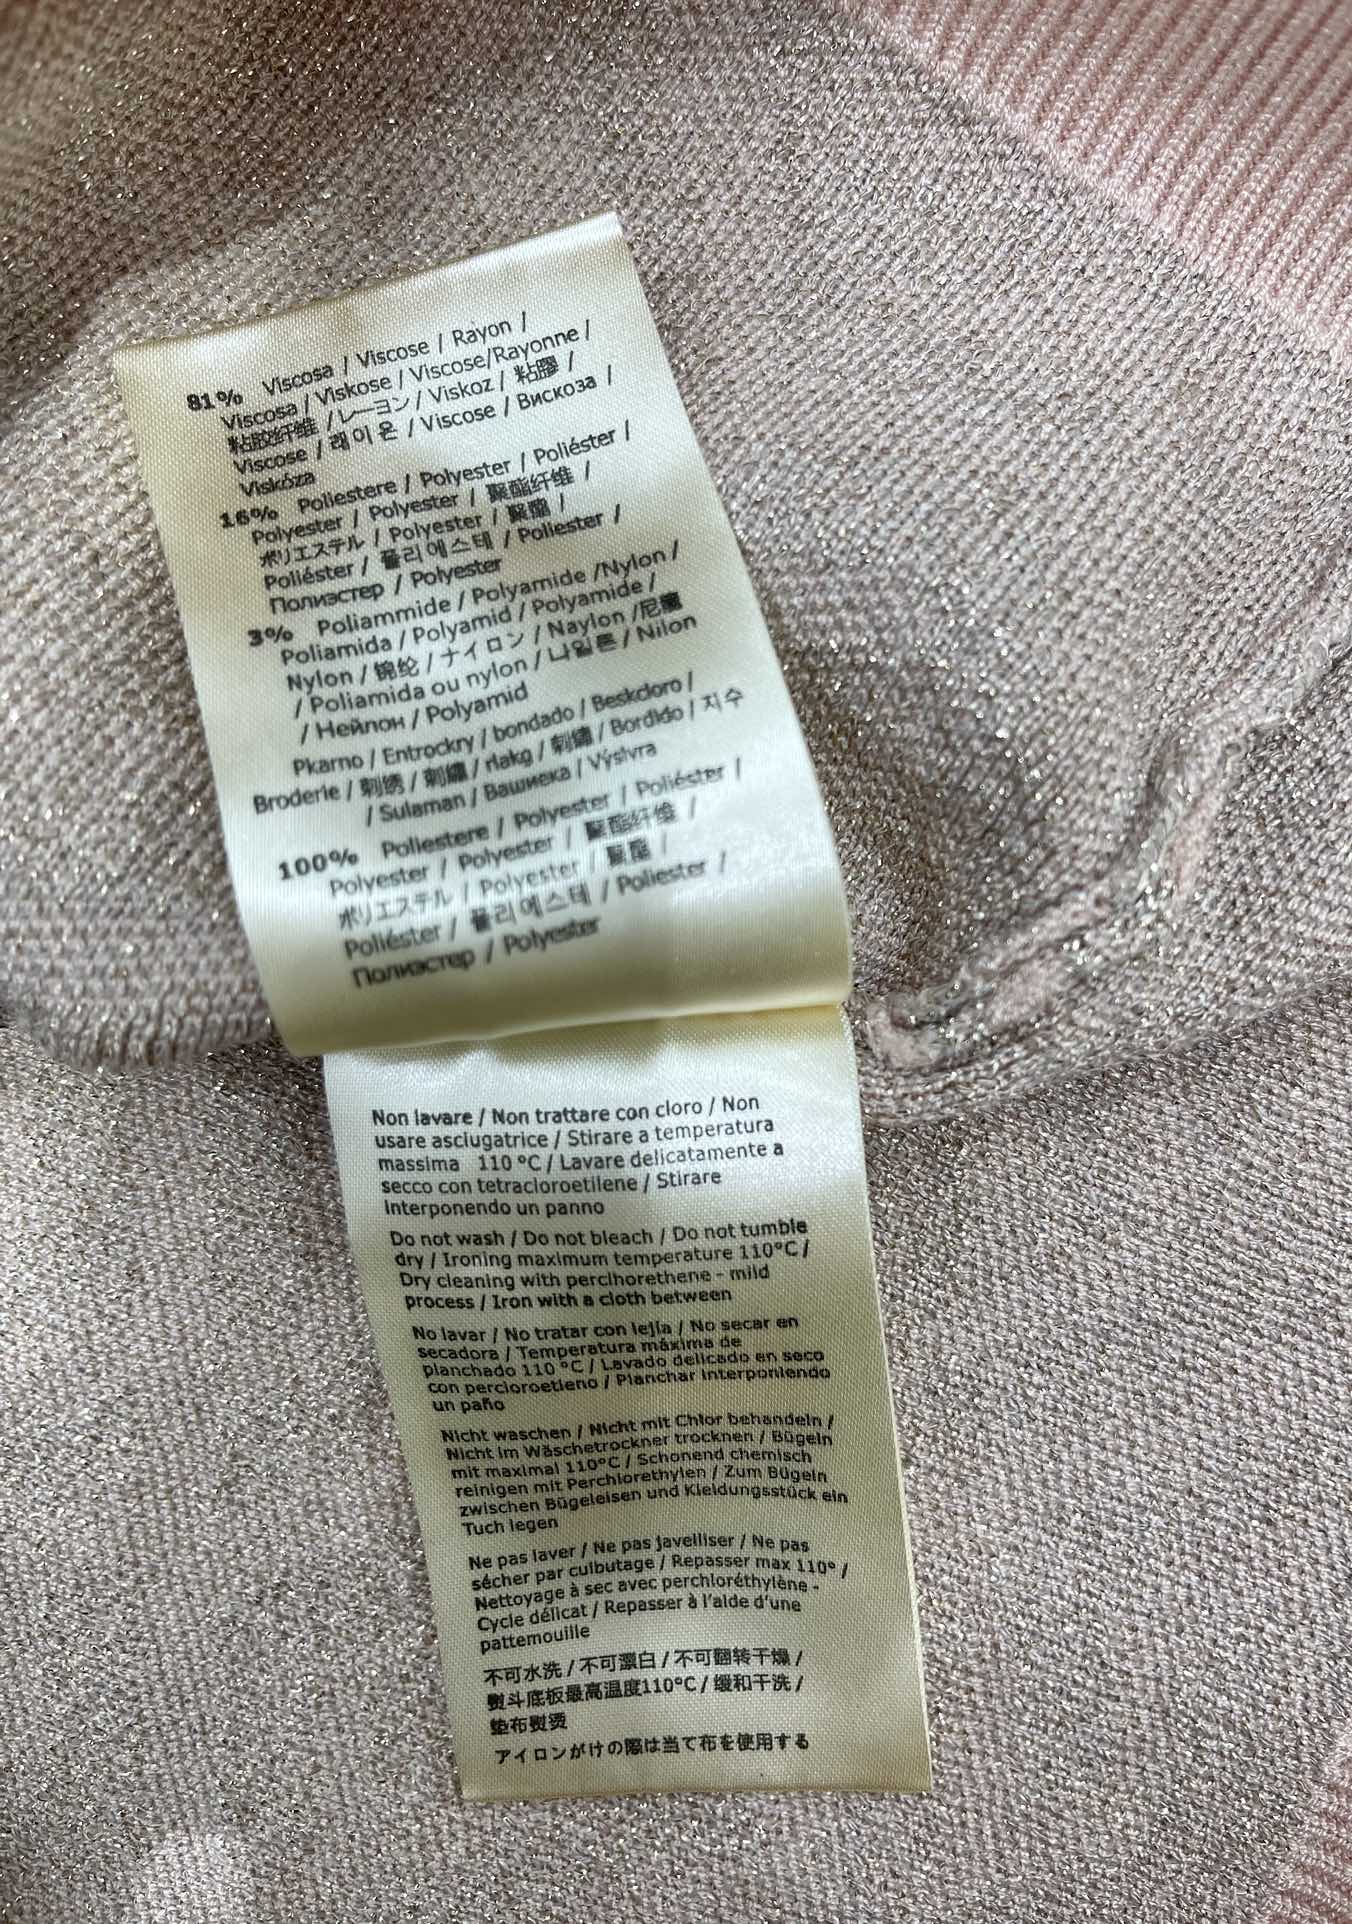 81% Viscosa / Viscose / Rayon /
Viscosa / Viskose / Viscose/Rayonne /
粘胶纤维 /レーヨン / Viskoz / 粘膠 /
Viscose / 레이온 / Viscose / Вискоза /
Viskóza
16% Poliestere / Polyester / Poliéster /
Polyester / Polyester / 聚酯纤维 /
ポリエステル / Polyester / 聚酯 /
Poliéster / 폴리에스테 / Poliester /
Полиэстер / Polyester
3% Poliammide / Polyamide /Nylon /
Poliamida / Polyamid / Polyamide /
Nylon / 锦纶 / ナイロン / Naylon /尼龍
/ Poliamida ou nylon / 나일론 / Nilon
/ Нейлон / Polyamid
Pkarno / Entrockry / bondado / Beskdoro /
Broderie / 刺绣 / 刺繡 / rlakg / 刺繡 / Bordido / 지수
/ Sulaman / Вашиека / Výsivra
100% Poliestere / Polyester / Poliéster /
Polyester / Polyester / 聚酯纤维 /
ポリエステル / Polyester / 聚酯 /
Poliéster / 폴리에스테 / Poliester /
Полиэстер / Polyester
Non lavare / Non trattare con cloro / Non
usare asciugatrice / Stirare a temperatura
massima 110 °C / Lavare delicatamente a
secco con tetracloroetilene / Stirare
interponendo un panno
Do not wash / Do not bleach / Do not tumble
dry / Ironing maximum temperature 110°C /
Dry cleaning with perclhorethene - mild
process / Iron with a cloth between
No lavar / No tratar con lejía / No secar en
secadora / Temperatura máxima de
planchado 110 °C / Lavado delicado en seco
con percloroetleno / Planchar interponiendo
un paño
Nicht waschen / Nicht mit Chlor behandeln /
Nicht im Wäschetrockner trocknen / Bügeln
mit maximal 110°C / Schonend chemisch
reinigen mit Perchlorethylen / Zum Bügeln
zwischen Bügeleisen und Kleidungsstück ein
Tuch legen
Ne pas laver / Ne pas javelliser / Ne pas
sécher par culbutage / Repasser max 110° /
Nettoyage à sec avec perchloréthylène -
Cycle délicat / Repasser à l'aide d'une
pattemouille
不可水洗 / 不可漂白 / 不可翻转干燥 /
熨斗底板最高温度110°C / 缓和干洗 /
垫布熨烫
アイロンがけの際は当て布を使用する